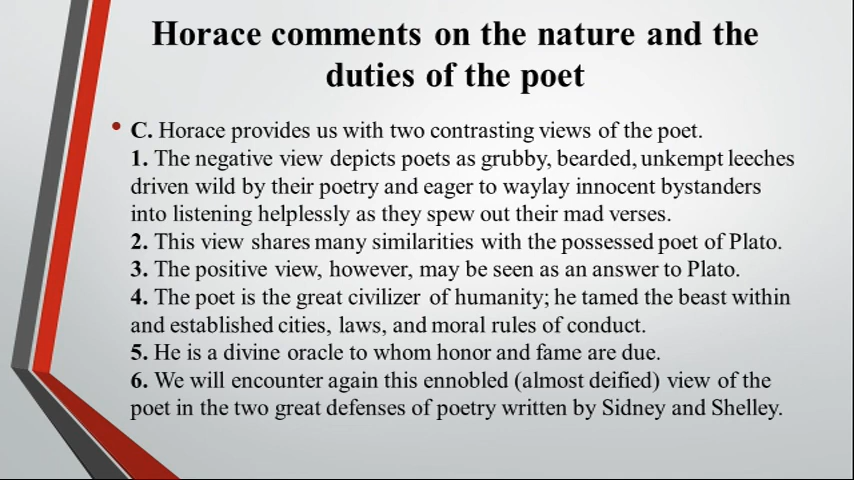 Horace comments on the nature and the
duties of the poet
• C. Horace provides us with two contrasting views of the poet.
1. The negative view depicts poets as grubby, bearded, unkempt leeches
driven wild by their poetry and eager to waylay innocent bystanders
into listening helplessly as they spew out their mad verses.
2. This view shares many similarities with the possessed poet of Plato.
3. The positive view, however, may be seen as an answer to Plato.
4. The poet is the great civilizer of humanity; he tamed the beast within
and established cities, laws, and moral rules of conduct.
5. He is a divine oracle to whom honor and fame are due.
6. We will encounter again this ennobled (almost deified) view of the
poet in the two great defenses of poetry written by Sidney and Shelley.